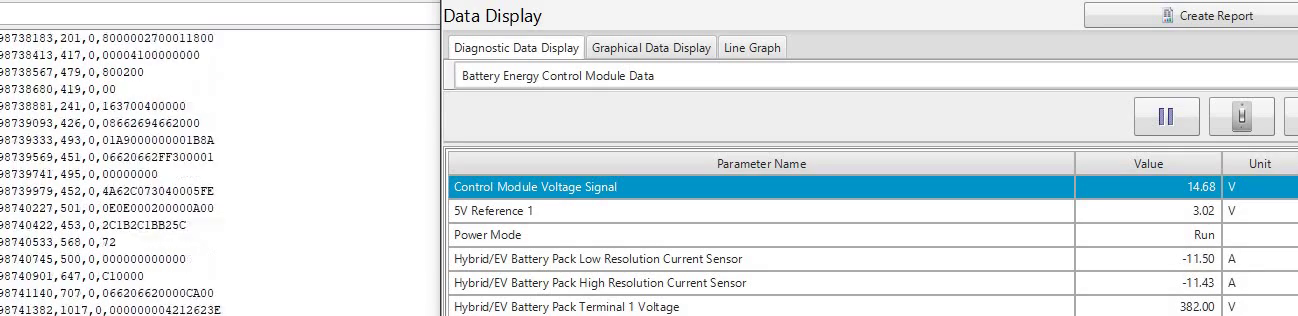 98738183,201,0,8000002700011800
98738413,417,0,00004100000000
98738567,479,0,800200
98738680,419,0,00
98738881,241,0,163700400000
98739093,426,0,08662694662000
98739333,493,0,01A9000000001B8A
98739569,451,0,06620662FF300001
98739741,495,0,00000000
98739979,452,0,4A62C073040005FE
98740227,501,0,0E0E000200000A00
98740422,453,0,2C1B2C1BB25C
98740533,568,0,72
98740745,500,0,000000000000
98740901,647,0,C10000
98741140,707,0,066206620000CA00
98741382,1017,0,000000004212623E
Data Display
Create Report
Diagnostic Data Display
Graphical Data Display
Line Graph
Battery Energy Control Module Data
Parameter Name Value Unit
Control Module Voltage Signal 14.68 V
5V Reference 1 3.02 V
Power Mode Run
Hybrid/EV Battery Pack Low Resolution Current Sensor -11.50 A
Hybrid/EV Battery Pack High Resolution Current Sensor -11.43 A
Hybrid/EV Battery Pack Terminal 1 Voltage 382.00 V